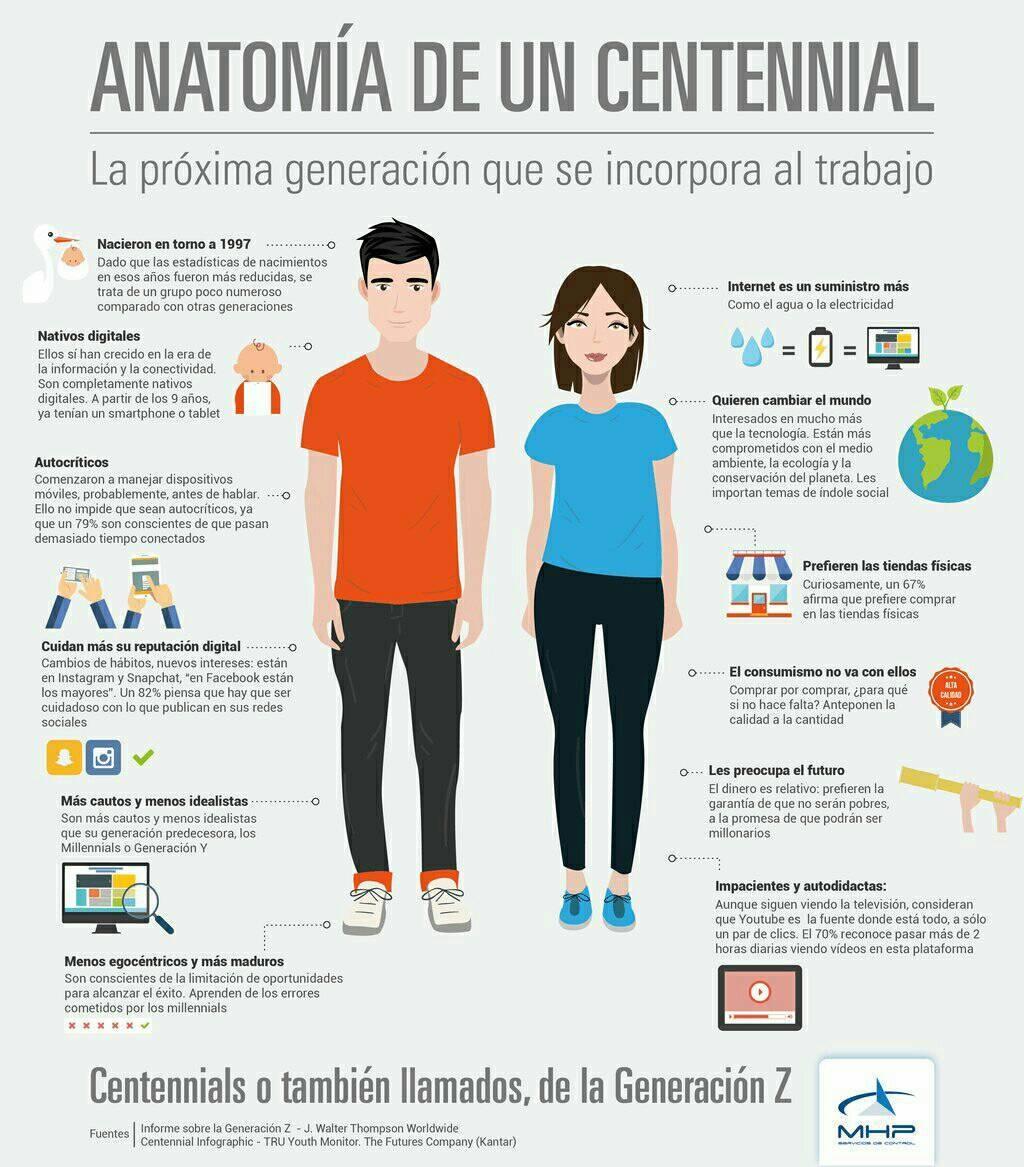 ANATOMÍA DE UN CENTENNIAL
La próxima generación que se incorpora al trabajo
Nacieron en torno a 1997
Dado que las estadísticas de nacimientos
en esos años fueron más reducidas, se
trata de un grupo poco numeroso
comparado con otras generaciones
Nativos digitales
Ellos sí han crecido en la era de
la información y la conectividad.
Son completamente nativos
digitales. A partir de los 9 años,
ya tenían un smartphone o tablet
Autocríticos
Comenzaron a manejar dispositivos
móviles, probablemente, antes de hablar.
Ello no impide que sean autocríticos, ya
que un 79% son conscientes de que pasan
demasiado tiempo conectados
Cuidan más su reputación digital
Cambios de hábitos, nuevos intereses: están
en Instagram y Snapchat, "en Facebook están
los mayores". Un 82% piensa que hay que ser
cuidadoso con lo que publican en sus redes
sociales
Más cautos y menos idealistas
Son más cautos y menos idealistas
que su generación predecesora, los
Millennials o Generación Y
Menos egocéntricos y más maduros
Son conscientes de la limitación de oportunidades
para alcanzar el éxito. Aprenden de los errores
cometidos por los millennials
Internet es un suministro más
Como el agua o la electricidad
= =
Quieren cambiar el mundo
Interesados en mucho más
que la tecnología. Están más
comprometidos con el medio
ambiente, la ecología y la
conservación del planeta. Les
importan temas de índole social
Prefieren las tiendas físicas
Curiosamente, un 67%
afirma que prefiere comprar
en las tiendas físicas
El consumismo no va con ellos
Comprar por comprar, ¿para qué
si no hace falta? Anteponen la
calidad a la cantidad
ALTA
CALIDAD
Les preocupa el futuro
El dinero es relativo: prefieren la
garantía de que no serán pobres,
a la promesa de que podrán ser
millonarios
Impacientes y autodidactas:
Aunque siguen viendo la televisión, consideran
que Youtube es la fuente donde está todo, a sólo
un par de clics. El 70% reconoce pasar más de 2
horas diarias viendo vídeos en esta plataforma
Centennials o también llamados, de la Generación Z
Fuentes
Informe sobre la Generación Z - J. Walter Thompson Worldwide
Centennial Infographic - TRU Youth Monitor. The Futures Company (Kantar)
MHP
SERVICIOS DE CONTROL